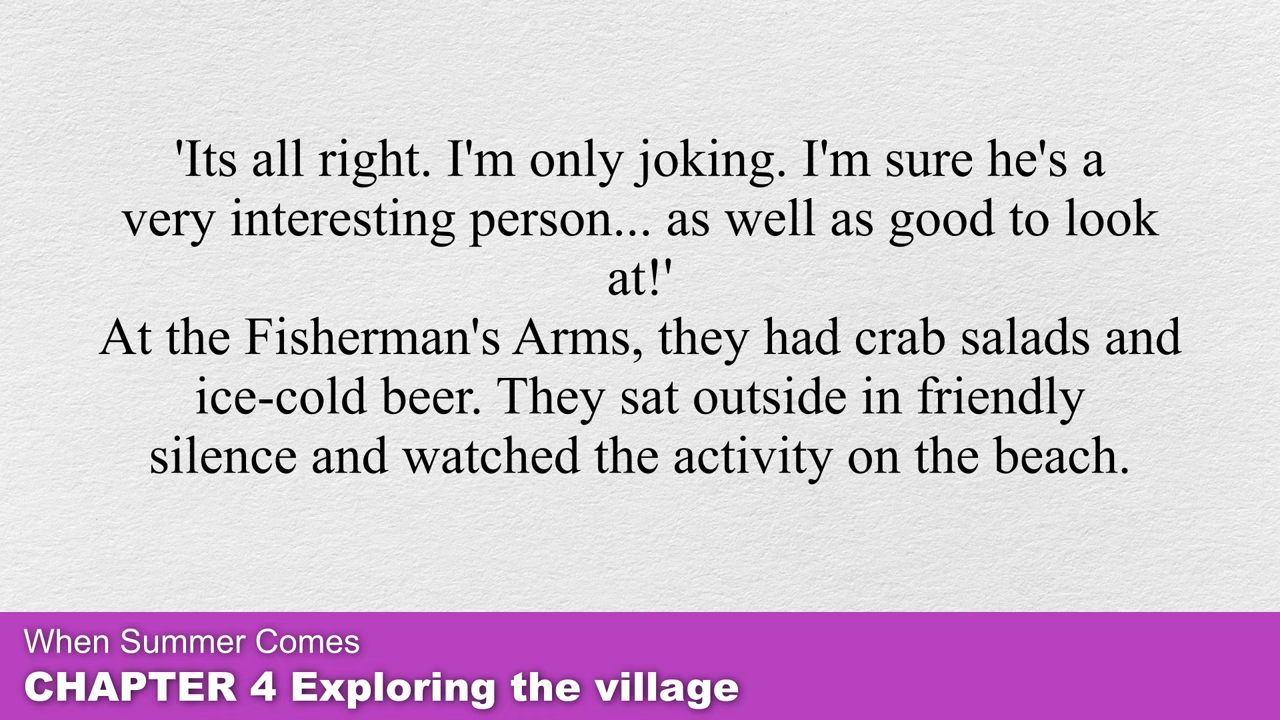 'Its all right. I'm only joking. I'm sure he's a
very interesting person... as well as good to look
at!'
At the Fisherman's Arms, they had crab salads and
ice-cold beer. They sat outside in friendly
silence and watched the activity on the beach.
When Summer Comes
CHAPTER 4 Exploring the village